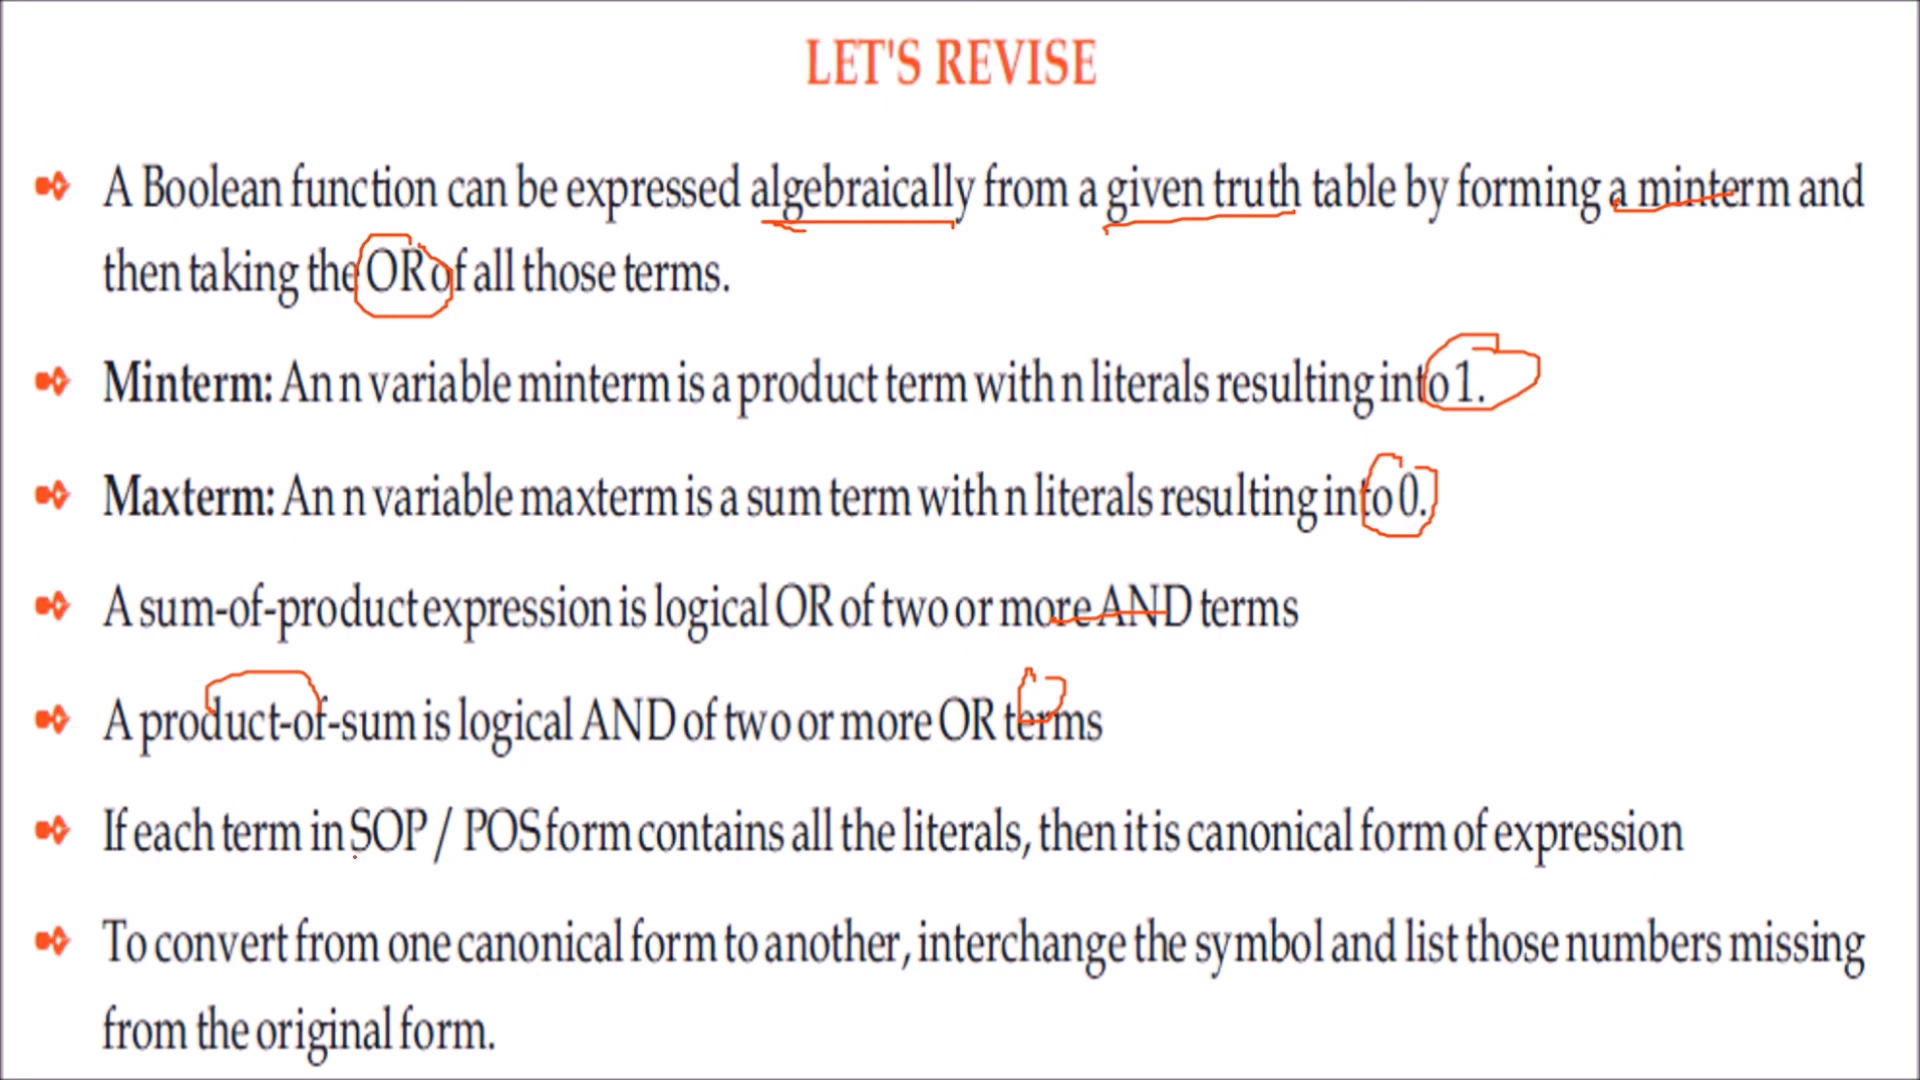 LET'S REVISE
A Boolean function can be expressed algebraically from a given truth table by forming a minterm and
then taking the OR of all those terms.
Minterm: An n variable minterm is a product term with n literals resulting into 1.
Maxterm: An n variable maxterm is a sum term with n literals resulting into 0.
A sum-of-product expression is logical OR of two or more AND terms
A product-of-sum is logical AND of two or more OR terms
If each term in SOP / POS form contains all the literals, then it is canonical form of expression
To convert from one canonical form to another, interchange the symbol and list those numbers missing
from the original form.